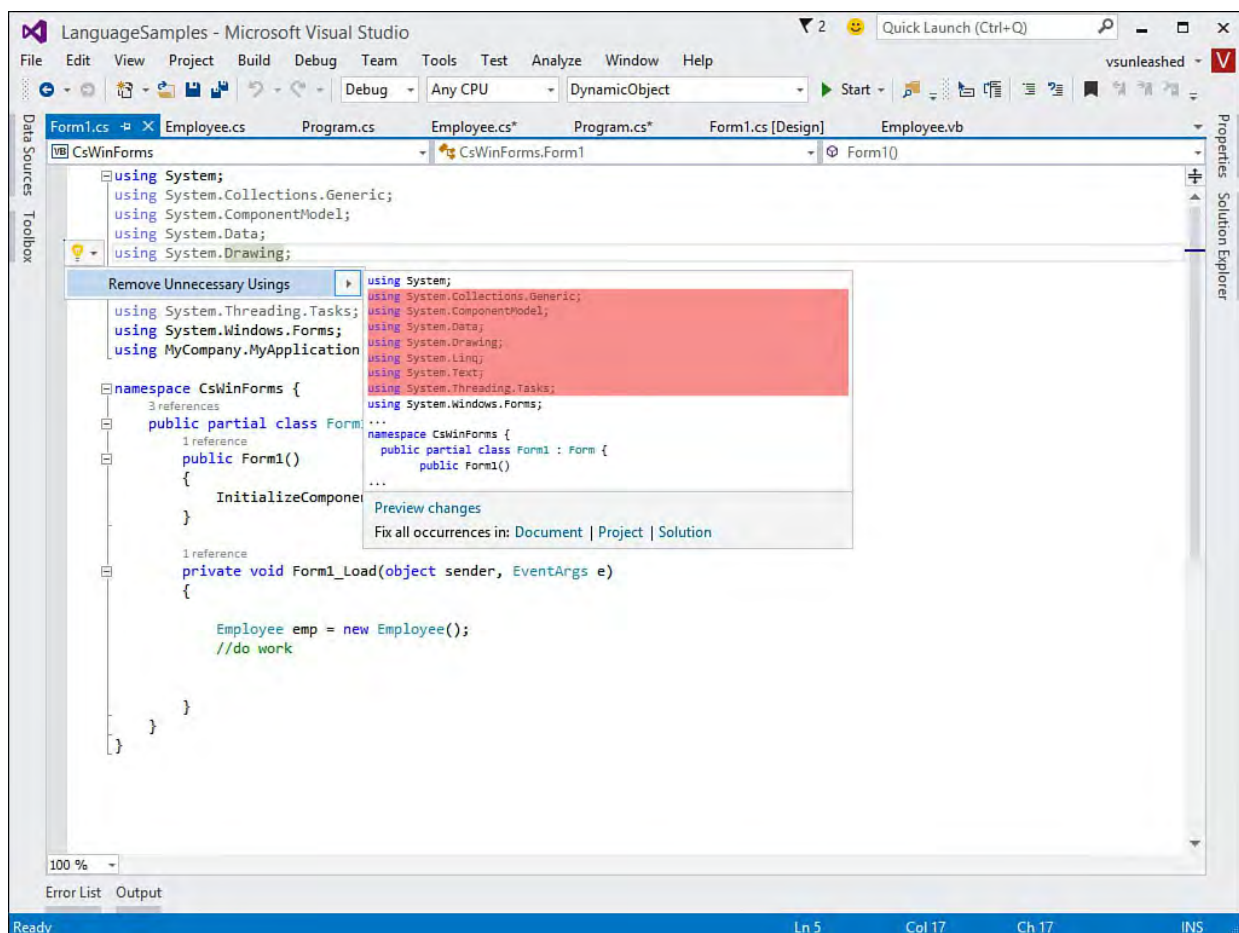 LanguageSamples - Microsoft Visual Studio
2
Quick Launch (Ctrl+Q)
File Edit View Project Build Debug Team Tools Test Analyze Window Help
vsunleashed
V
Debug Any CPU DynamicObject Start
Form1.cs Employee.cs Program.cs Employee.cs* Program.cs* Form1.cs [Design] Employee.vb
VB CsWinForms CsWinForms.Form1 Form1()
Data Sources
Toolbox
using System;
using System.Collections.Generic;
using System.ComponentModel;
using System.Data;
using System.Drawing;
Remove Unnecessary Usings
using System.Threading.Tasks;
using System.Windows.Forms;
using MyCompany.MyApplication
namespace CsWinForms {
3 references
public partial class Form
1 reference
public Form1()
{
InitializeComponen
}
1 reference
private void Form1_Load(object sender, EventArgs e)
{
Employee emp = new Employee();
//do work
}
}
}
using System;
using System.Collections.Generic;
using System.ComponentModel;
using System.Data;
using System.Drawing;
using System.Linq;
using System.Text;
using System.Threading.Tasks;
using System.Windows.Forms;
...
namespace CsWinForms {
public partial class Form1 : Form {
public Form1()
...
Preview changes
Fix all occurrences in: Document | Project | Solution
Properties
Solution Explorer
100 %
Error List Output
Ready Ln 5 Col 17 Ch 17 INS